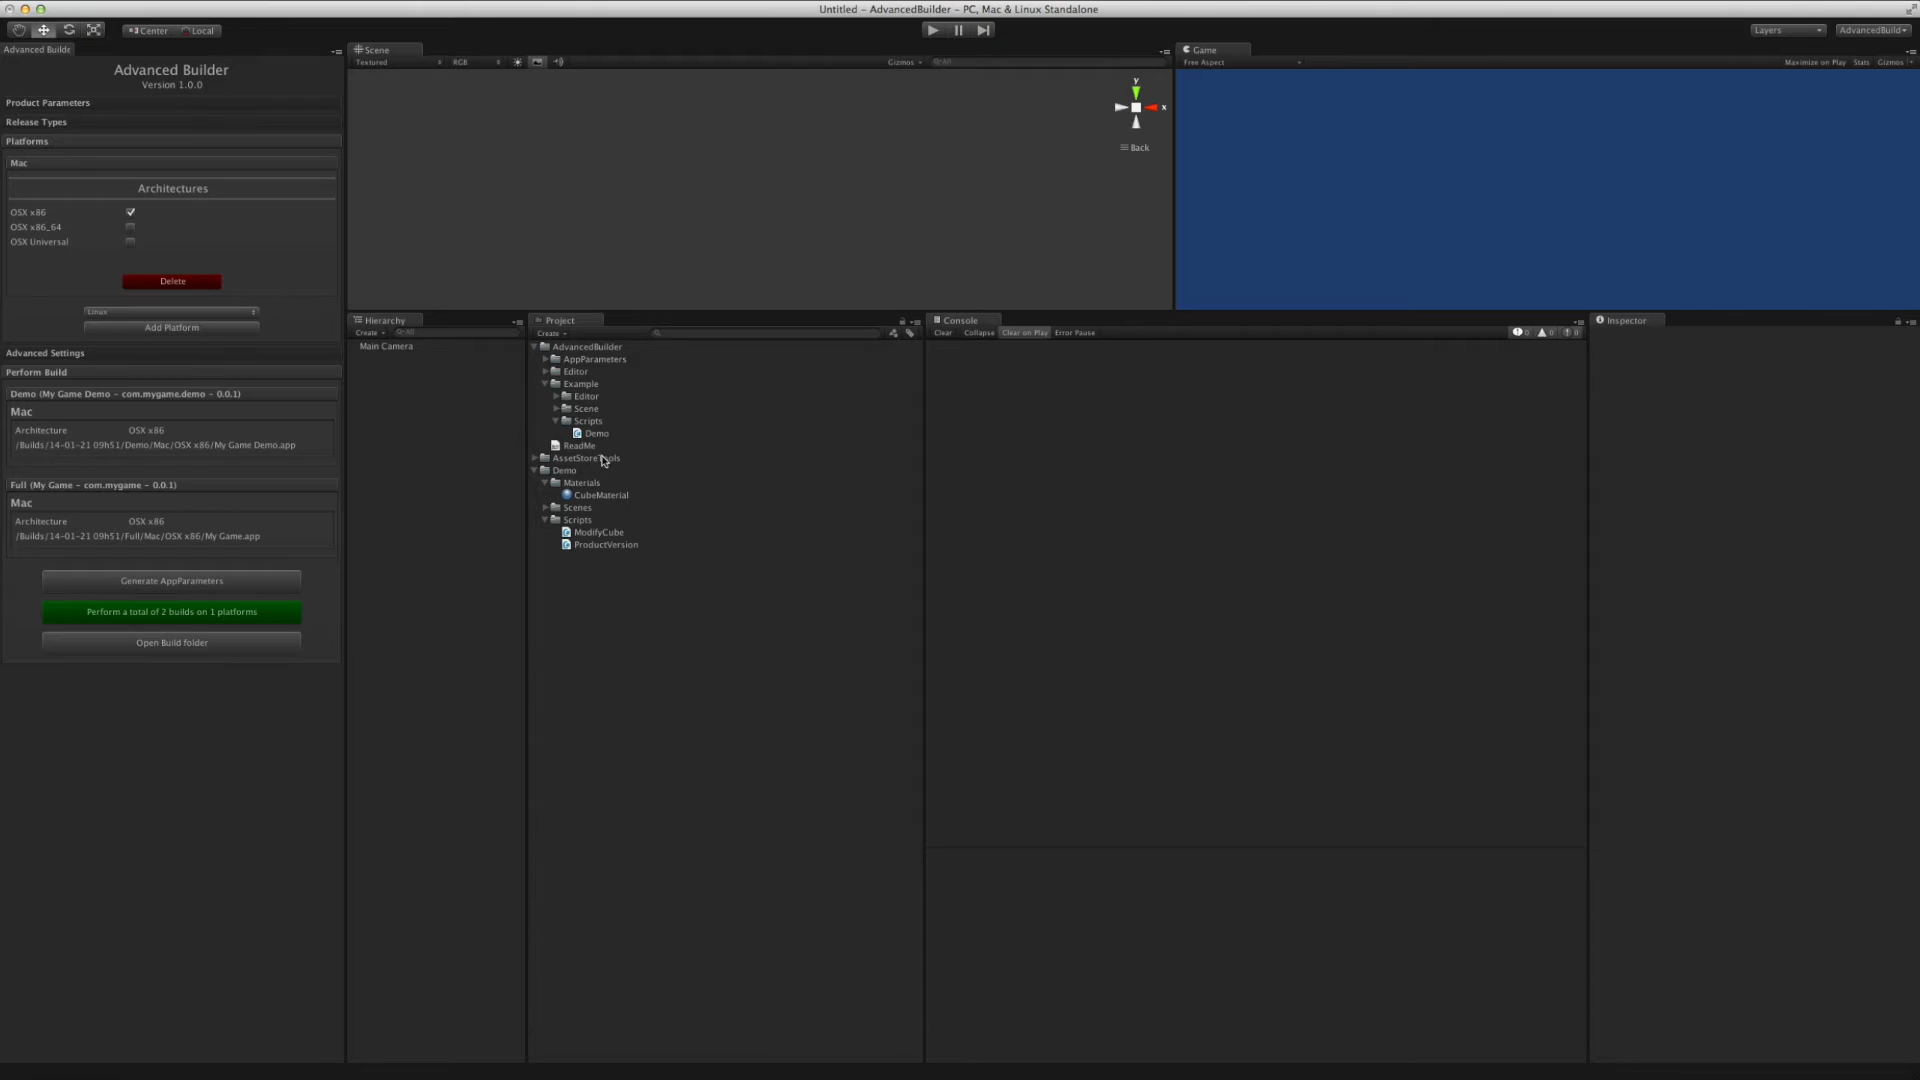 Untitled - AdvancedBuilder - PC, Mac & Linux Standalone
Center
Local
Layers
AdvancedBuild
Advanced Builde
Advanced Builder
Version 1.0.0
Product Parameters
Release Types
Platforms
Mac
Architectures
OSX x86
OSX x86_64
OSX Universal
Delete
Linux
Add Platform
Advanced Settings
Perform Build
Demo (My Game Demo - com.mygame.demo - 0.0.1)
Mac
Architecture OSX x86
/Builds/14-01-21 09h51/Demo/Mac/OSX x86/My Game Demo.app
Full (My Game - com.mygame - 0.0.1)
Mac
Architecture OSX x86
/Builds/14-01-21 09h51/Full/Mac/OSX x86/My Game.app
Generate AppParameters
Perform a total of 2 builds on 1 platforms
Open Build folder
Scene
Textured RGB Gizmos All
y
x
Back
Game
Free Aspect Maximize on Play Stats Gizmos
Hierarchy
Create All
Main Camera
Project
Create
AdvancedBuilder
AppParameters
Editor
Example
Editor
Scene
Scripts
Demo
ReadMe
AssetStoreTools
Demo
Materials
CubeMaterial
Scenes
Scripts
ModifyCube
ProductVersion
Console
Clear Collapse Clear on Play Error Pause 0 0 0
Inspector